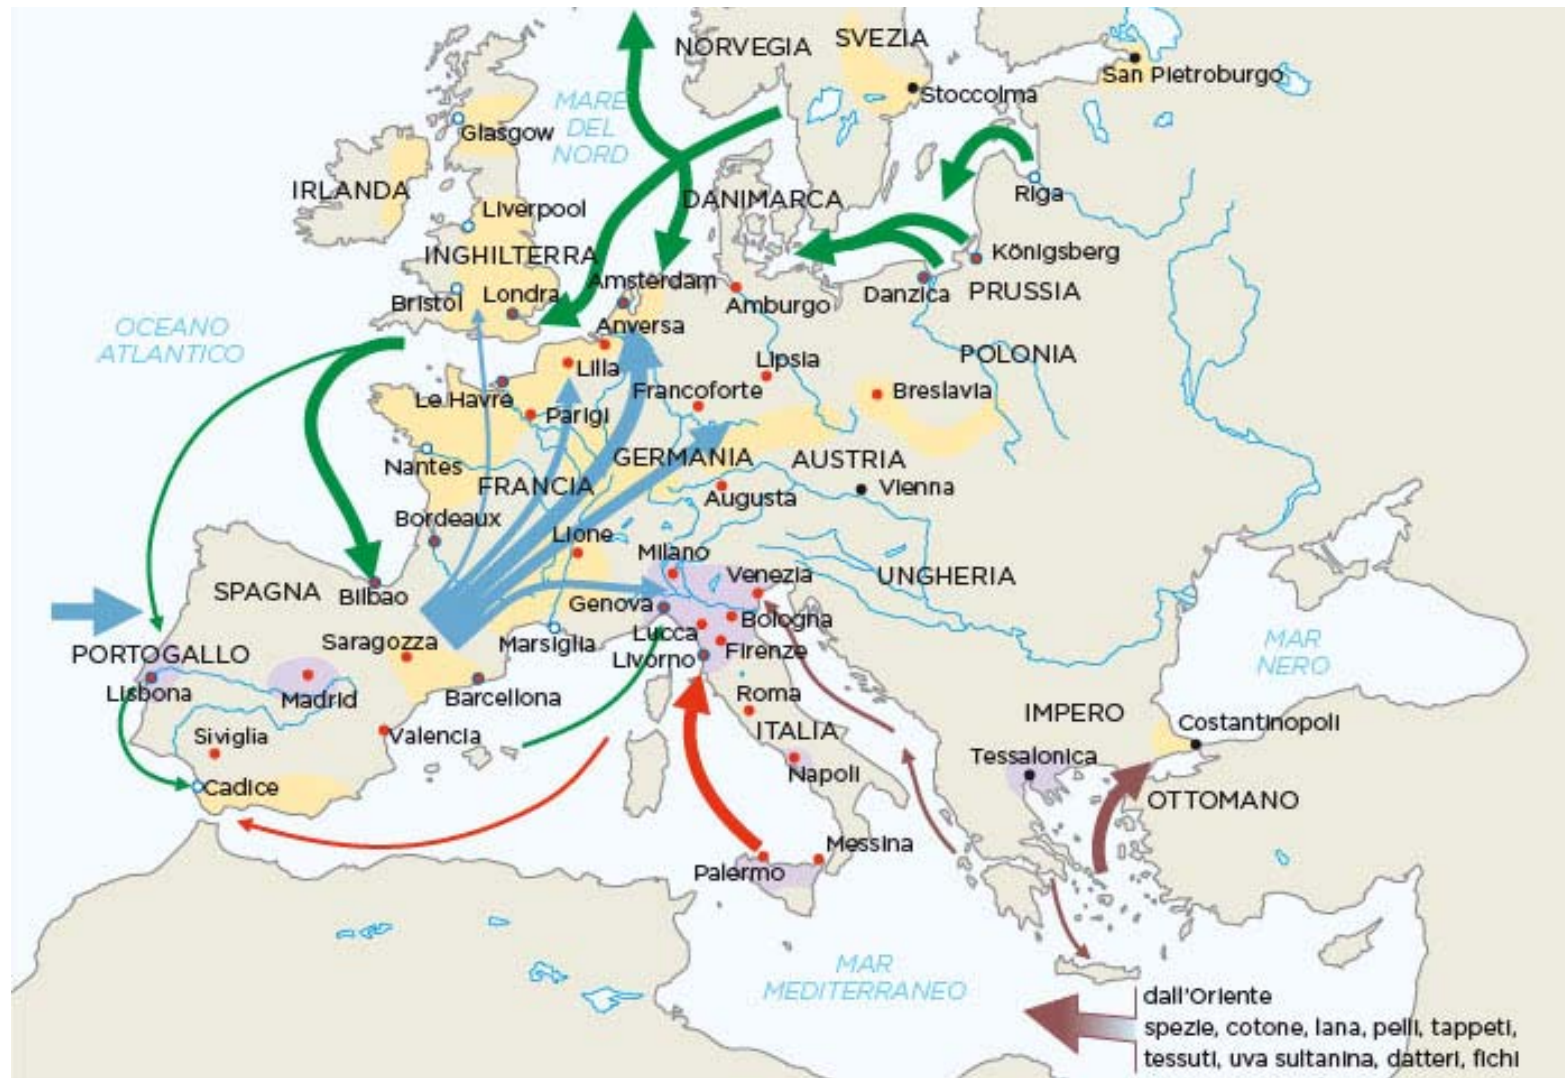 NORVEGIA
SVEZIA
San Pietroburgo
Stoccolma
MARE
DEL
NORD
Glasgow
IRLANDA
DANIMARCA
Riga
Liverpool
INGHILTERRA
Königsberg
Amsterdam
Bristol
Londra
Amburgo
Danzica
PRUSSIA
OCEANO
ATLANTICO
Anversa
POLONIA
Lilla
Lipsia
Le Havre
Francoforte
Breslavia
Parigi
Nantes
GERMANIA
AUSTRIA
FRANCIA
Augusta
Vienna
Bordeaux
Lione
Milano
SPAGNA
Bilbao
Venezia
UNGHERIA
Genova
Bologna
Saragozza
Marsiglia
Lucca
Firenze
MAR
NERO
PORTOGALLO
Livorno
Lisbona
Madrid
Barcellona
Roma
IMPERO
Costantinopoli
Siviglia
Valencia
ITALIA
Tessalonica
Cadice
Napoli
OTTOMANO
Messina
Palermo
MAR
MEDITERRANEO
dall'Oriente
spezie, cotone, lana, pelli, tappeti,
tessuti, uva sultanina, datteri, fichi